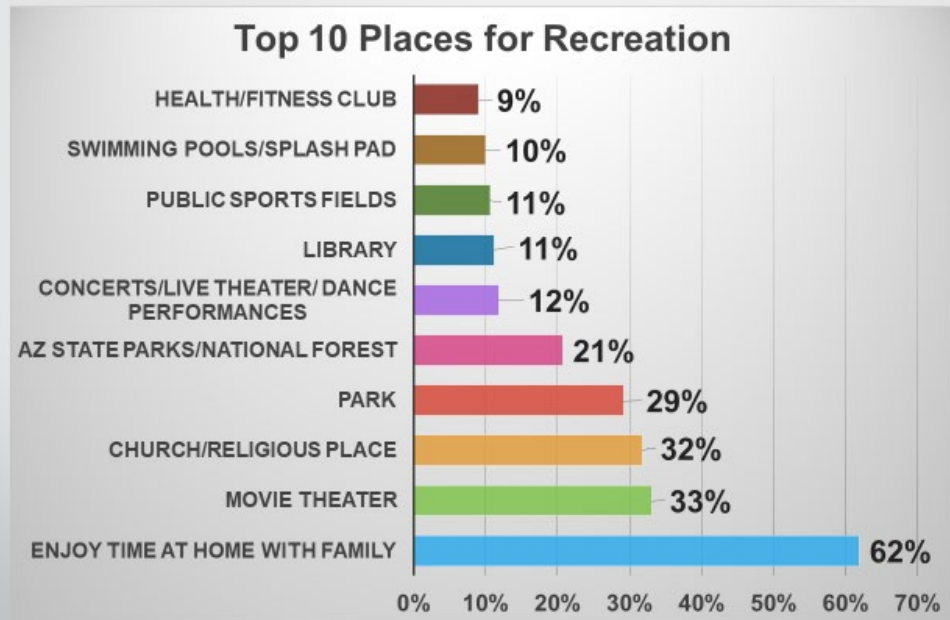 Top 10 Places for Recreation
HEALTH/FITNESS CLUB 9%
SWIMMING POOLS/SPLASH PAD 10%
PUBLIC SPORTS FIELDS 11%
LIBRARY 11%
CONCERTS/LIVE THEATER/ DANCE
PERFORMANCES 12%
AZ STATE PARKS/NATIONAL FOREST 21%
PARK 29%
CHURCH/RELIGIOUS PLACE 32%
MOVIE THEATER 33%
ENJOY TIME AT HOME WITH FAMILY 62%
0% 10% 20% 30% 40% 50% 60% 70%